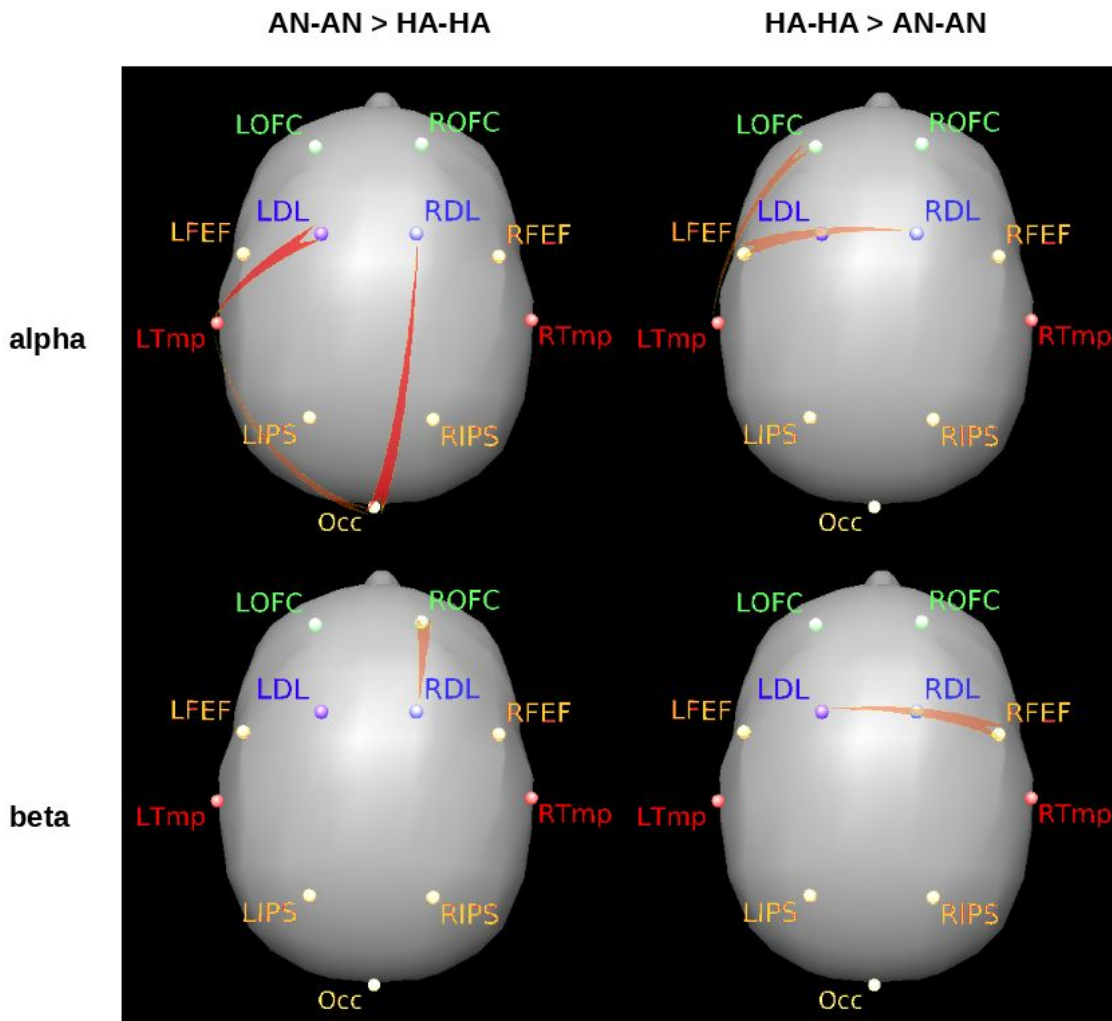 AN-AN > HA-HA HA-HA > AN-AN
LOFC ROFC LOFC ROFC
LDL RDL LDL RDL
LFEF RFEF LFEF RFEF
alpha
LTmp RTmp LTmp RTmp
LIPS RIPS LIPS RIPS
Occ Occ
LOFC ROFC LOFC ROFC
LDL RDL LDL RDL
LFEF RFEF LFEF RFEF
beta
LTmp RTmp LTmp RTmp
LIPS RIPS LIPS RIPS
Occ Occ